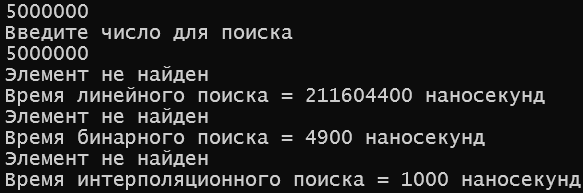 5000000
Введите число для поиска
5000000
Элемент не найден
Время линейного поиска = 211604400 наносекунд
Элемент не найден
Время бинарного поиска = 4900 наносекунд
Элемент не найден
Время интерполяционного поиска = 1000 наносекунд